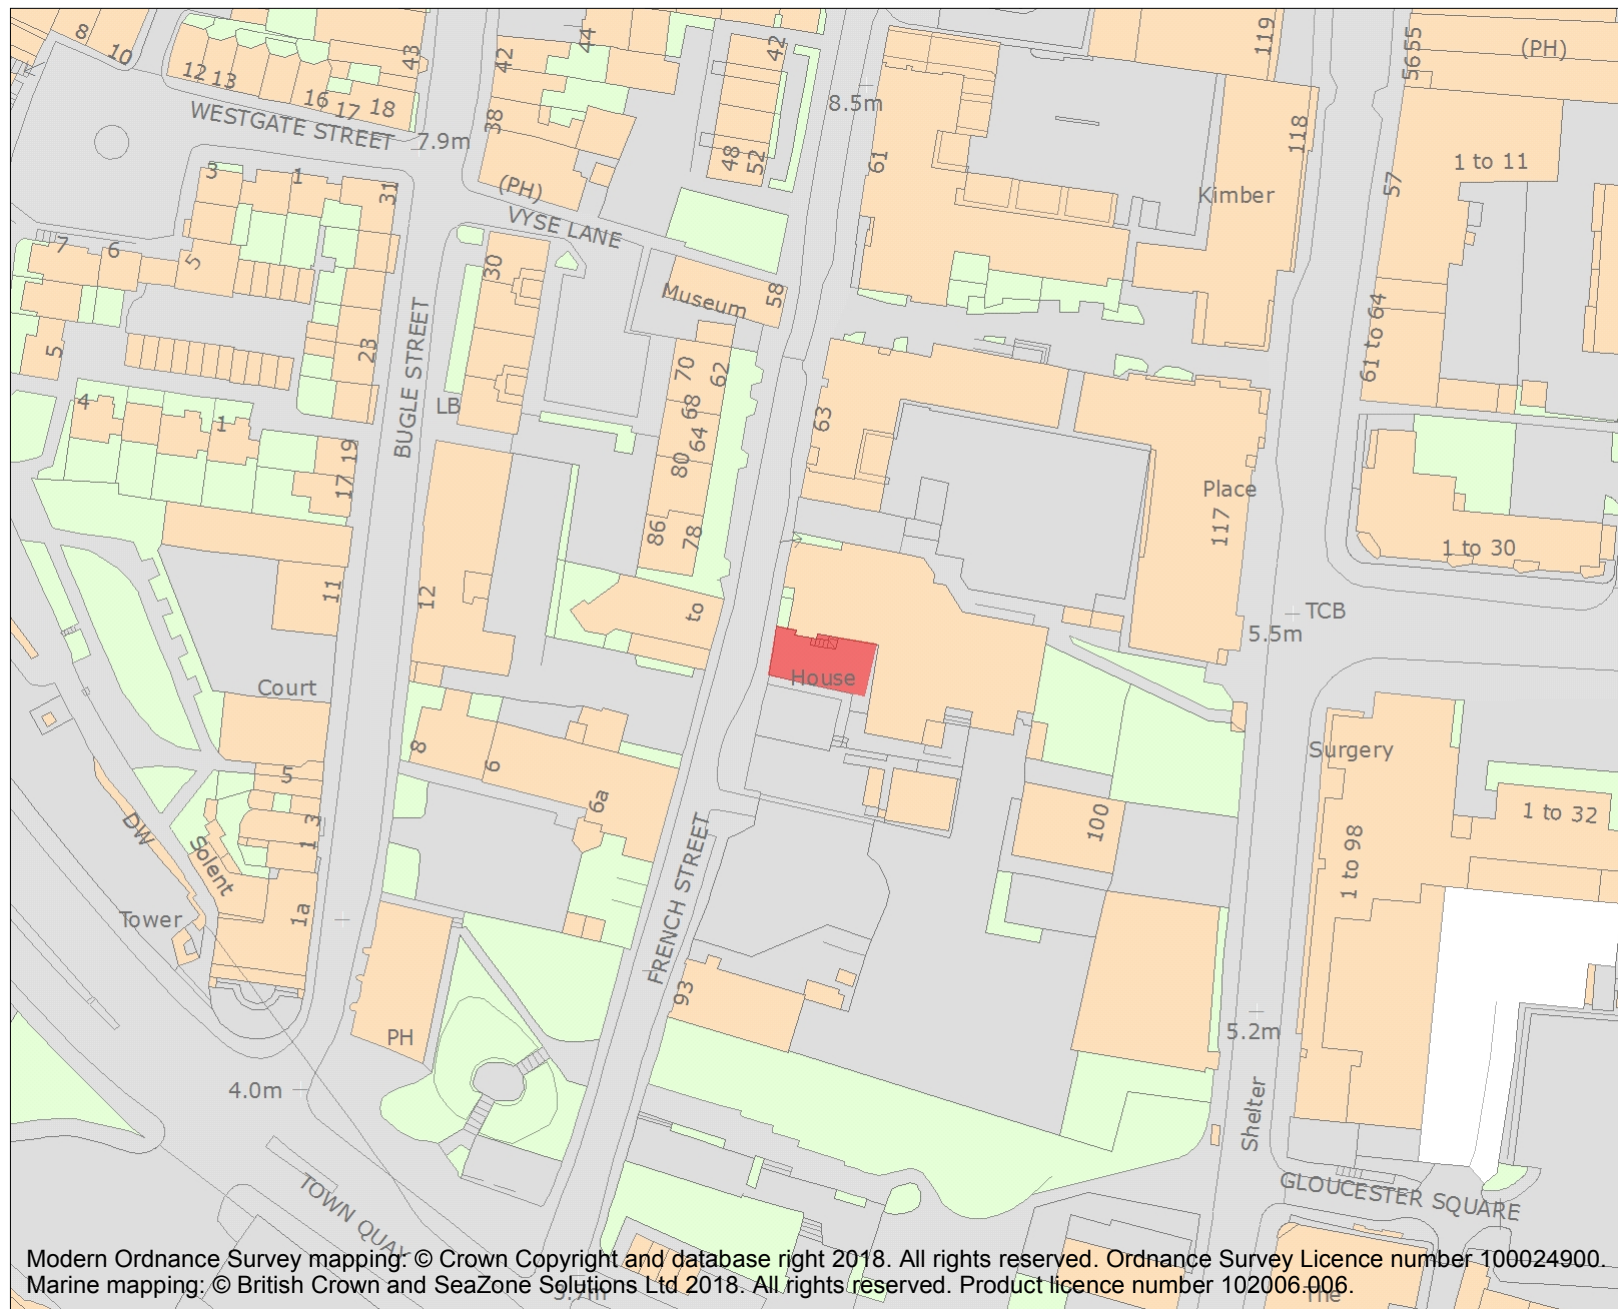 8
10
43
42
44
42
119
5655
(PH)
12 13
16
17
18
WESTGATE STREET
7.9m
38
48
52
8.5m
61
118
1 to 11
57
Kimber
3
1
31
(PH)
VYSE LANE
7
6
5
30
Museum
58
5
23
BUGLE STREET
LB
70
62
68
64
80
86
78
63
61 to 64
4
1
19
17
Place
117
1 to 30
11
12
to
TCB
5.5m
Court
House
8
6
6a
5
3
1
1a
DW
Solent
Tower
100
Surgery
1 to 32
1 to 98
FRENCH STREET
93
PH
4.0m
5.2m
Shelter
TOWN QUAY
GLOUCESTER SQUARE
Modern Ordnance Survey mapping: © Crown Copyright and database right 2018. All rights reserved. Ordnance Survey Licence number 100024900.
Marine mapping: © British Crown and SeaZone Solutions Ltd 2018. All rights reserved. Product licence number 102006.006.
3.7m
The